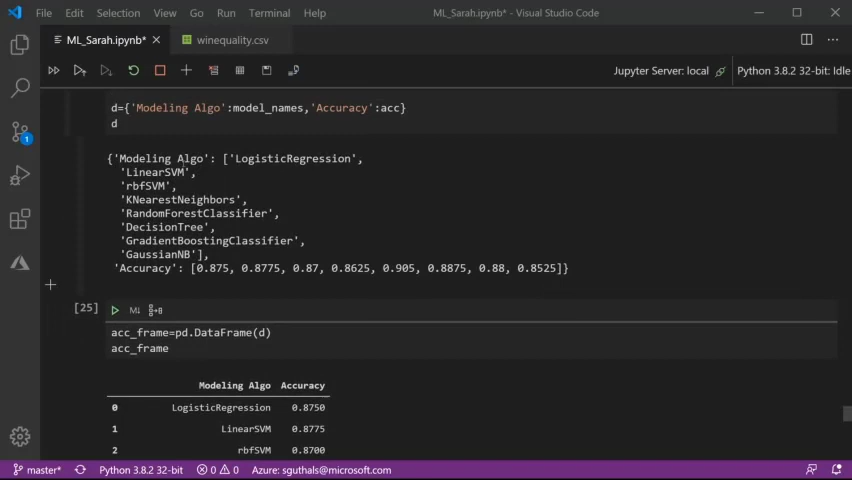 File Edit Selection View Go Run Terminal Help ML_Sarah.ipynb* - Visual Studio Code
ML_Sarah.ipynb* winequality.csv
Jupyter Server: local Python 3.8.2 32-bit: Idle
d={'Modeling Algo':model_names,'Accuracy':acc}
d
{'Modeling Algo': ['LogisticRegression',
'LinearSVM',
'rbfSVM',
'KNearestNeighbors',
'RandomForestClassifier',
'DecisionTree',
'GradientBoostingClassifier',
'GaussianNB'],
'Accuracy': [0.875, 0.8775, 0.87, 0.8625, 0.905, 0.8875, 0.88, 0.8525]}
1
[25] M↓
acc_frame=pd.DataFrame(d)
acc_frame
Modeling Algo Accuracy
0 LogisticRegression 0.8750
1 LinearSVM 0.8775
2 rbfSVM 0.8700
master* Python 3.8.2 32-bit 0 0 Azure: sguthals@microsoft.com